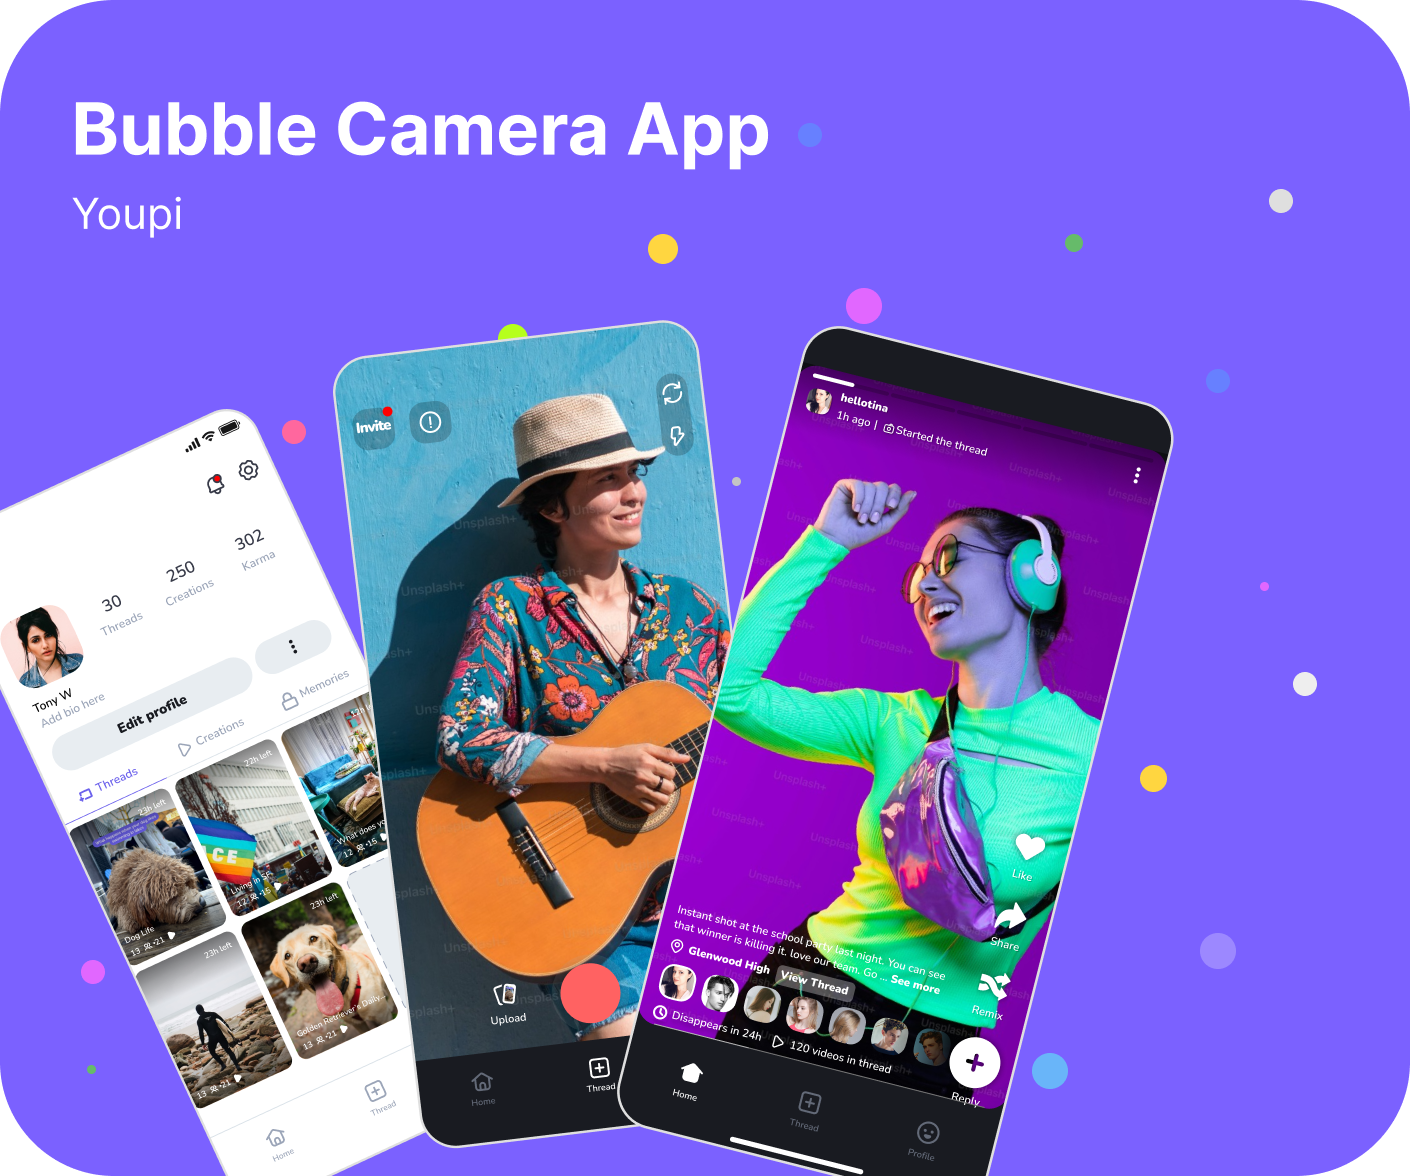 Bubble Camera App
Youpi
30
Threads
250
Creations
302
Karma
Tony W
Add bio here
Edit profile
Threads
Creations
Memories
23h left
Dog Life
13 •21
22h left
CE
Living in SF
12 •15
What does yo
12 •15
23h left
13 •21
23h left
Golden Retriever's Daily...
13 •21
Home
Thread
Invite
Unsplash+
Upload
Home
Thread
hellotina
1h ago | Started the thread
Unsplash+
Like
Share
Remix
Reply
Instant shot at the school party last night. You can see
that winner is killing it. love our team. Go ... See more
Glenwood High
View Thread
Disappears in 24h
120 videos in thread
Home
Thread
Profile